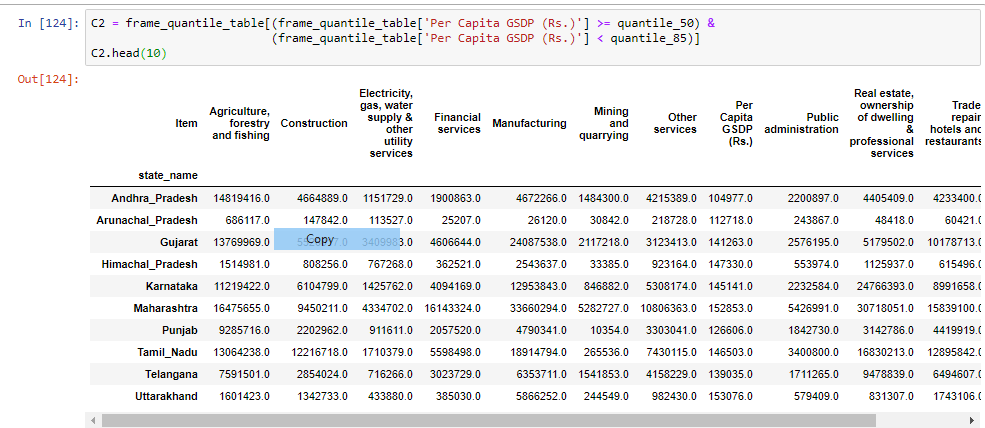 In [124]: C2 = frame_quantile_table[(frame_quantile_table['Per Capita GSDP (Rs.)'] >= quantile_50) &
(frame_quantile_table['Per Capita GSDP (Rs.)'] < quantile_85)]
C2.head(10)
Out[124]:
Item Agriculture, forestry and fishing Construction Electricity, gas, water supply & other utility services Financial services Manufacturing Mining and quarrying Other services Per Capita GSDP (Rs.) Public administration Real estate, ownership of dwelling & professional services Trade repair hotels and restaurants
state_name
Andhra_Pradesh 14819416.0 4664889.0 1151729.0 1900863.0 4672266.0 1484300.0 4215389.0 104977.0 2200897.0 4405409.0 4233400.
Arunachal_Pradesh 686117.0 147842.0 113527.0 25207.0 26120.0 30842.0 218728.0 112718.0 243867.0 48418.0 60421.
Gujarat 13769969.0 Copy 3409983.0 4606644.0 24087538.0 2117218.0 3123413.0 141263.0 2576195.0 5179502.0 10178713.
Himachal_Pradesh 1514981.0 808256.0 767268.0 362521.0 2543637.0 33385.0 923164.0 147330.0 553974.0 1125937.0 615496.
Karnataka 11219422.0 6104799.0 1425762.0 4094169.0 12953843.0 846882.0 5308174.0 145141.0 2232584.0 24766393.0 8991658.
Maharashtra 16475655.0 9450211.0 4334702.0 16143324.0 33660294.0 5282727.0 10806363.0 152853.0 5426991.0 30718051.0 15839100.
Punjab 9285716.0 2202962.0 911611.0 2057520.0 4790341.0 10354.0 3303041.0 126606.0 1842730.0 3142786.0 4419919.
Tamil_Nadu 13064238.0 12216718.0 1710379.0 5598498.0 18914794.0 265536.0 7430115.0 146503.0 3400800.0 16830213.0 12895842.
Telangana 7591501.0 2854024.0 716266.0 3023729.0 6353711.0 1541853.0 4158229.0 139035.0 1711265.0 9478839.0 6494607.
Uttarakhand 1601423.0 1342733.0 433880.0 385030.0 5866252.0 244549.0 982430.0 153076.0 579409.0 831307.0 1743106.